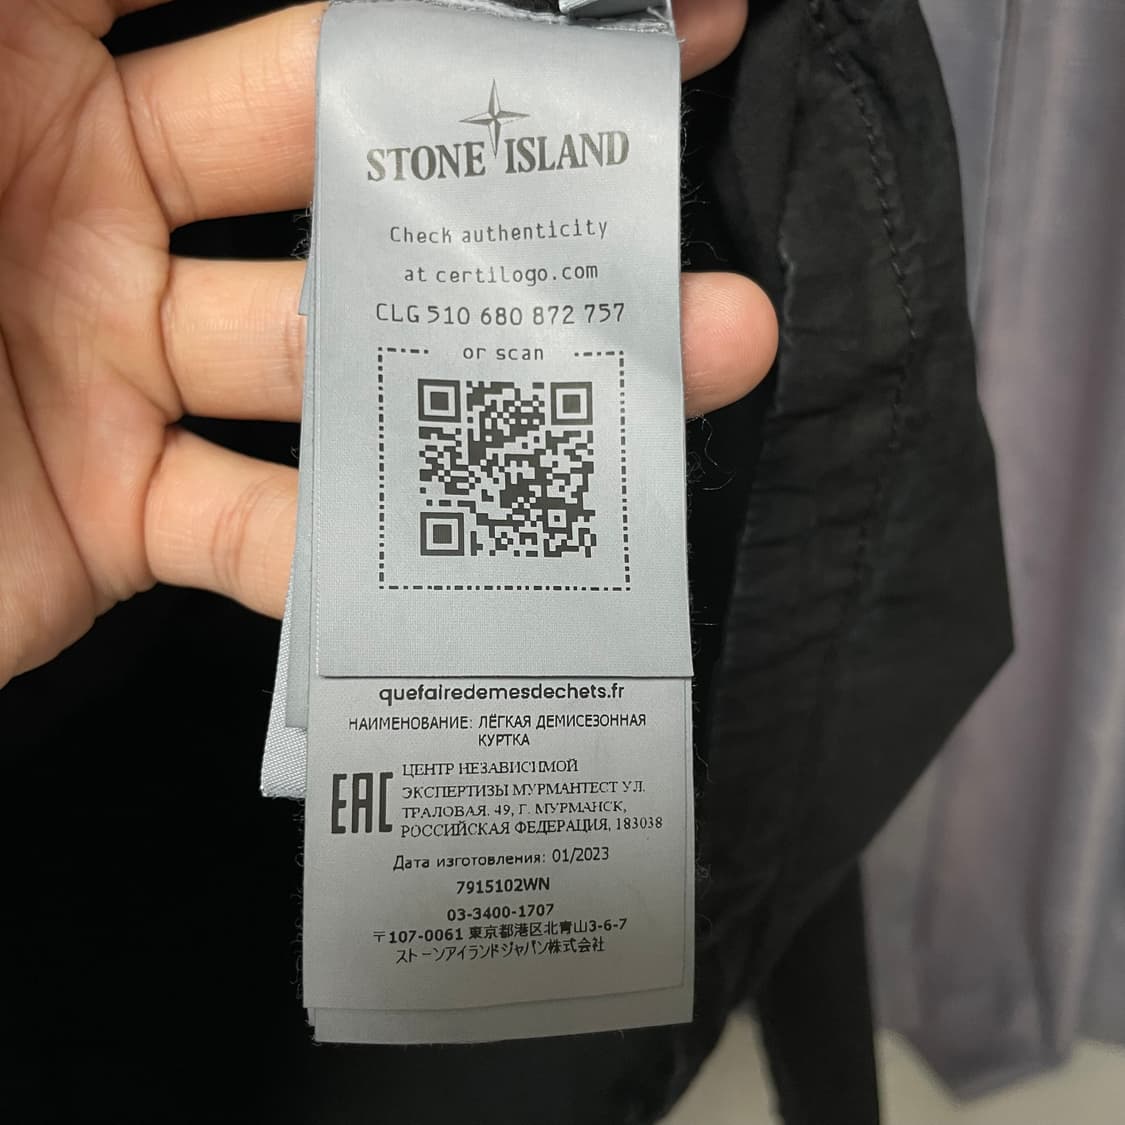 STONE ISLAND
Check authenticity
at certilogo.com
CLG 510 680 872 757
or scan
quefairedemesdechets.fr
НАИМЕНОВАНИЕ: ЛЁГКАЯ ДЕМИСЕЗОННАЯ
КУРТКА
EAC
ЦЕНТР НЕЗАВИСИМОЙ
ЭКСПЕРТИЗЫ МУРМАНТЕСТ УЛ.
ТРАЛОВАЯ. 49, Г. МУРМАНСК,
РОССИЙСКАЯ ФЕДЕРАЦИЯ, 183038
Дата изготовления: 01/2023
7915102WN
03-3400-1707
〒107-0061 東京都港区北青山3-6-7
ストーンアイランドジャパン株式会社